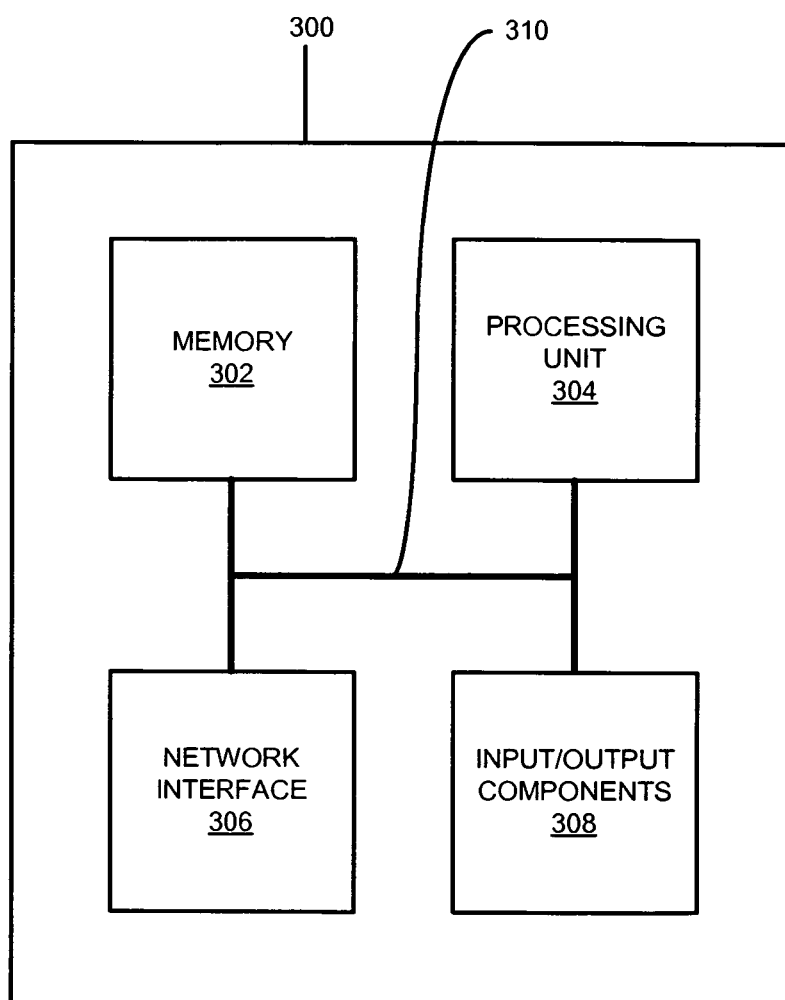 300
310
MEMORY
302
PROCESSING
UNIT
304
NETWORK
INTERFACE
306
INPUT/OUTPUT
COMPONENTS
308